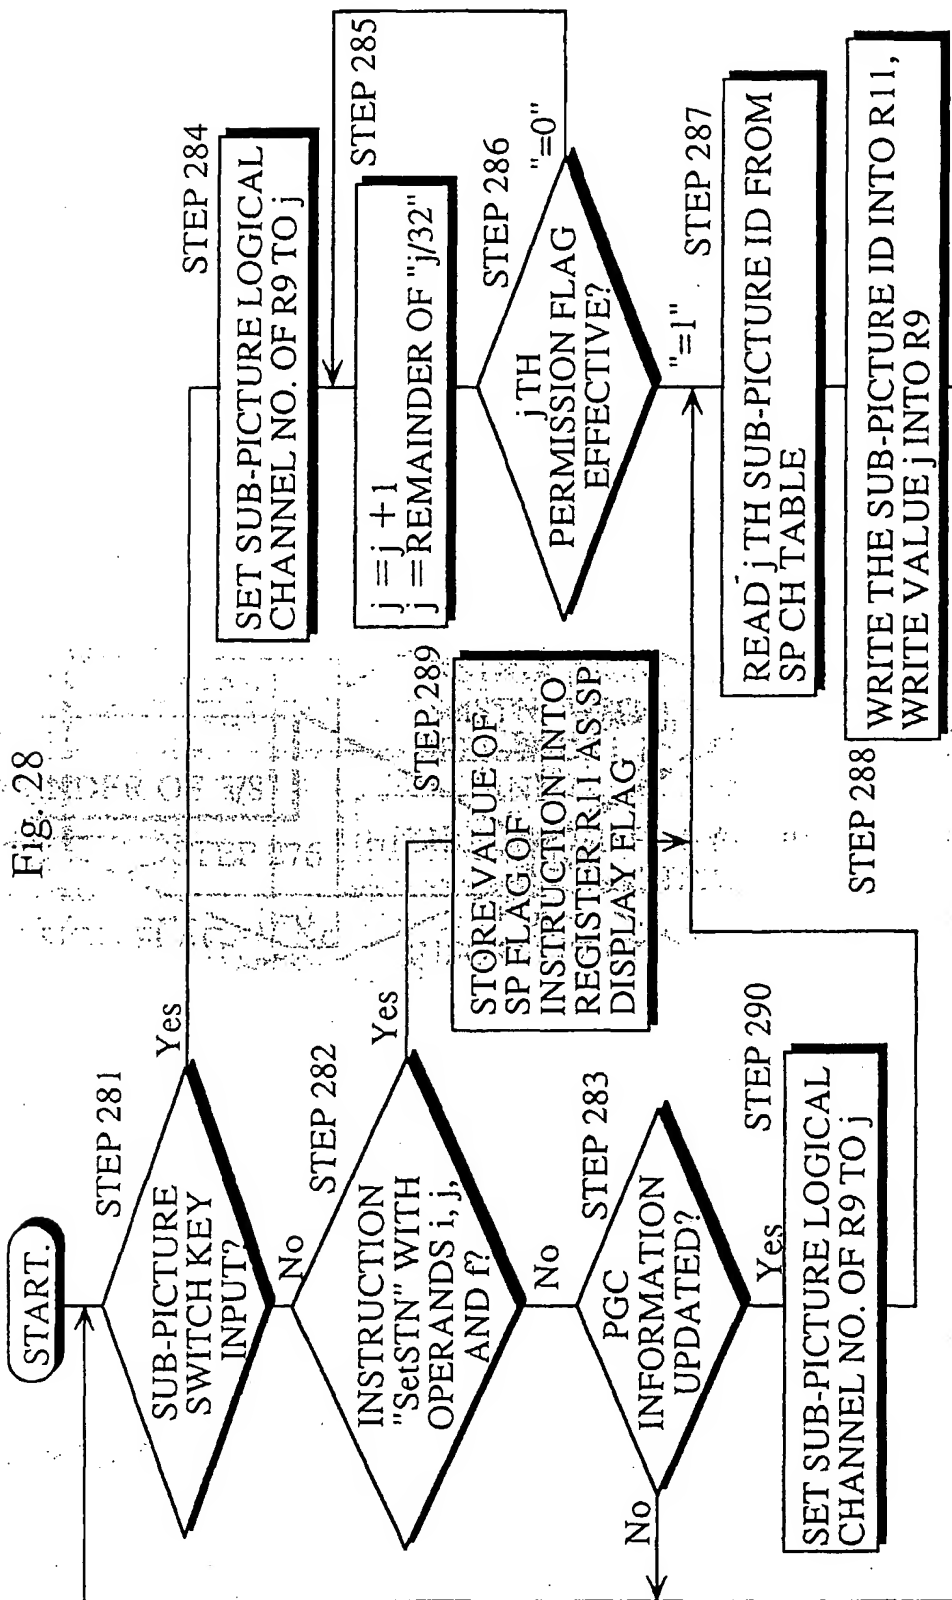 Fig. 28
START.
STEP 281
SUB-PICTURE
SWITCH KEY
INPUT?
Yes
No
STEP 282
INSTRUCTION
"SetSTN" WITH
OPERANDS i, j,
AND f?
Yes
No
STEP 283
PGC
INFORMATION
UPDATED?
No
Yes
STEP 290
SET SUB-PICTURE LOGICAL
CHANNEL NO. OF R9 TO j
STEP 289
STORE VALUE OF
SP FLAG OF
INSTRUCTION INTO
REGISTER R11 AS SP
DISPLAY FLAG
STEP 284
SET SUB-PICTURE LOGICAL
CHANNEL NO. OF R9 TO j
STEP 285
j = j + 1
j = REMAINDER OF "j/32"
STEP 286
j TH
PERMISSION FLAG
EFFECTIVE?
"=0"
"=1"
STEP 287
READ j TH SUB-PICTURE ID FROM
SP CH TABLE
STEP 288
WRITE THE SUB-PICTURE ID INTO R11,
WRITE VALUE j INTO R9